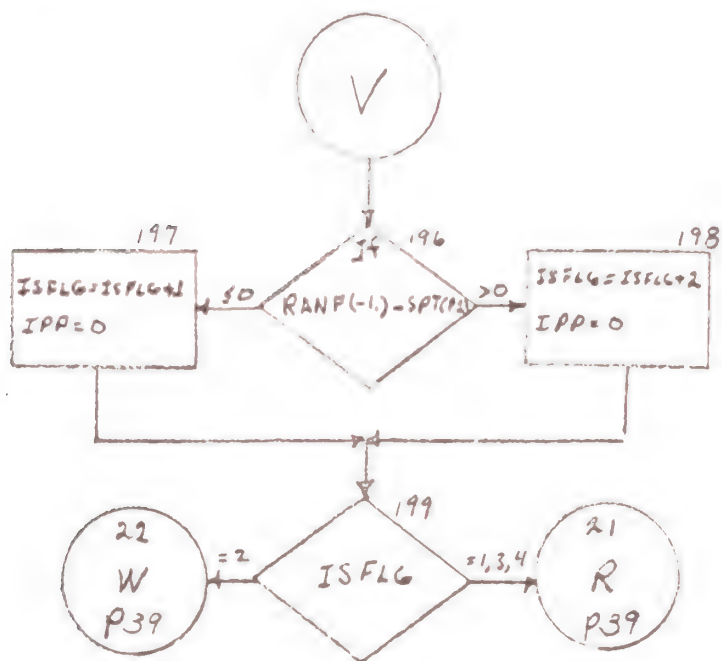 V
197
If 196
198
ISFLG=ISFLG+1
IPP=0
≤0
RANF(-1.)-SPT(
>0
ISFLG=ISFLG+2
IPP=0
199
22
W
P39
=2
ISFLG
=1,3,4
21
R
P39